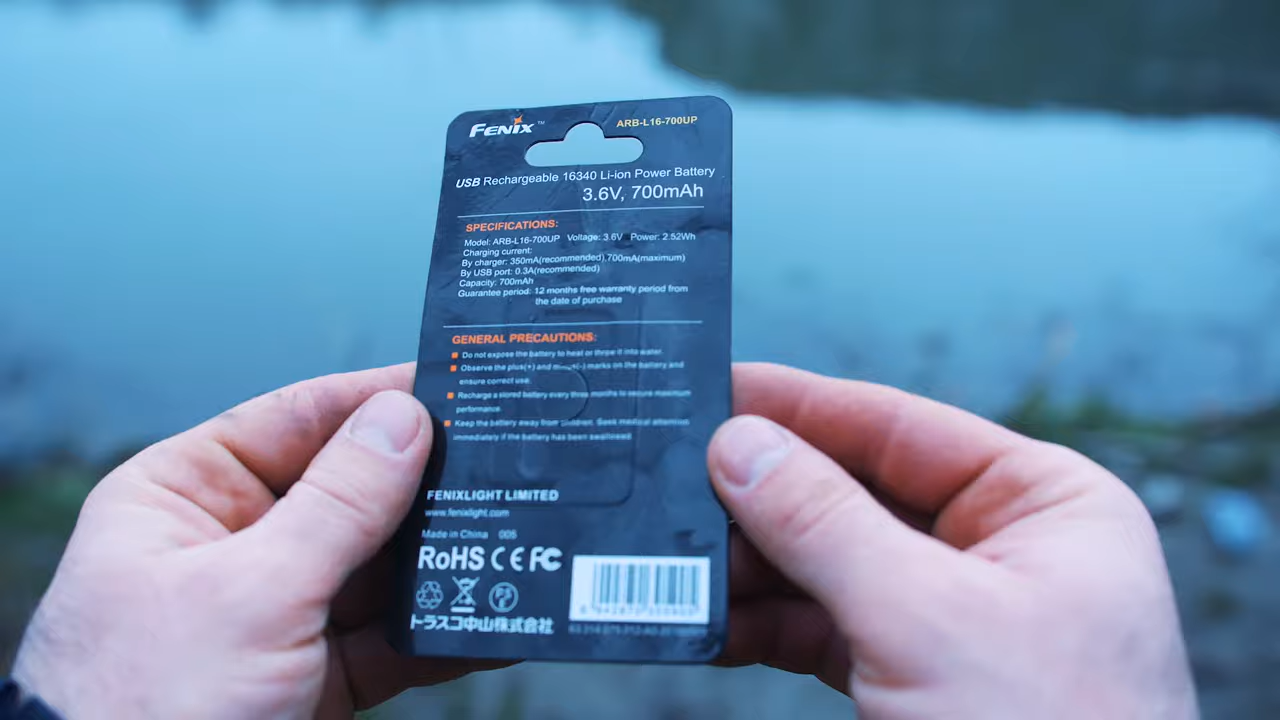 FENIX™
ARB-L16-700UP
USB Rechargeable 16340 Li-ion Power Battery
3.6V, 700mAh
SPECIFICATIONS:
Model: ARB-L16-700UP Voltage: 3.6V Power: 2.52Wh
Charging current:
By charger: 350mA(recommended),700mA(maximum)
By USB port: 0.3A(recommended)
Capacity: 700mAh
Guarantee period: 12 months free warranty period from
the date of purchase
GENERAL PRECAUTIONS:
Do not expose the battery to heat or throw it into water.
Observe the plus(+) and minus(-) marks on the battery and
ensure correct use.
Recharge a stored battery every three months to secure maximum
performance.
Keep the battery away from children. Seek medical attention
immediately if the battery has been swallowed.
FENIXLIGHT LIMITED
www.fenixlight.com
Made in China 005
RoHS CE FC
トラスコ中山株式会社